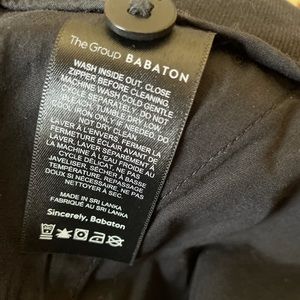 The Group BABATON
WASH INSIDE OUT, CLOSE
ZIPPER BEFORE CLEANING
MACHINE WASH COLD GENTLE
CYCLE SEPARATELY. DO NOT
BLEACH. TUMBLE DRY LOW.
COOL IRON ONLY IF NEEDED. DO
NOT DRY CLEAN.
LAVER À L'ENVERS, FERMER LA
FERMETURE ÉCLAIR AVANT DE
LAVER. LAVER SÉPARÉMENT À
LA MACHINE À L'EAU FROIDE AU
CYCLE DÉLICAT. NE PAS
JAVELISER. SÉCHER À BASSE
TEMPÉRATURE. REPASSAGE
DOUX SI NÉCESSAIRE. NE PAS
NETTOYER À SEC.
MADE IN SRI LANKA
FABRIQUÉ AU SRI LANKA
Sincerely, Babaton